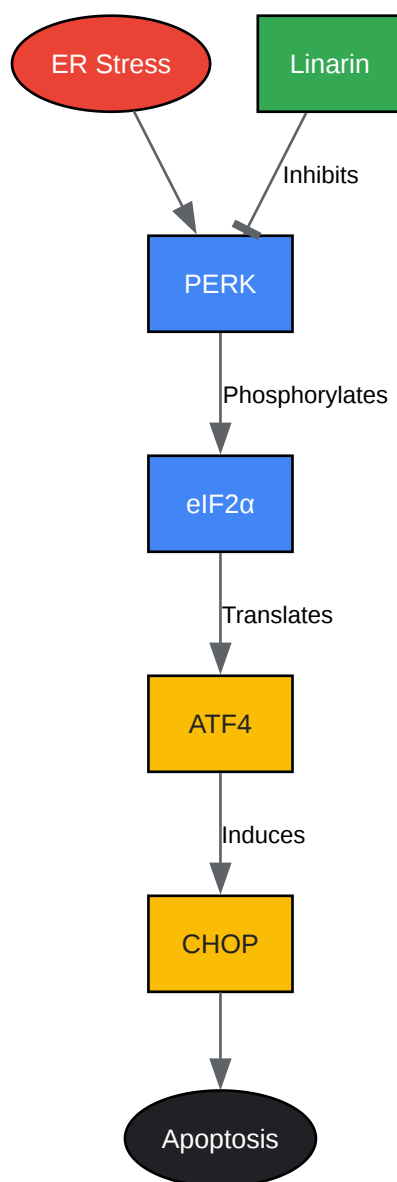 ER Stress
Linarin
Inhibits
PERK
Phosphorylates
eIF2α
Translates
ATF4
Induces
CHOP
Apoptosis